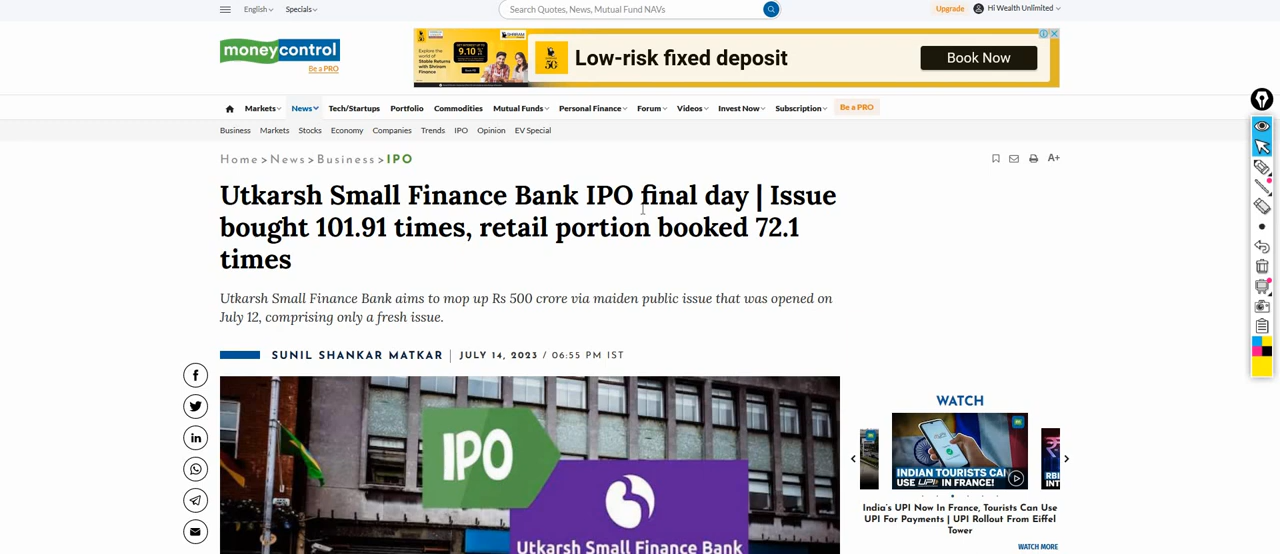 English
Specials
Search Quotes, News, Mutual Fund NAVs
Upgrade
Hi Wealth Unlimited
moneycontrol
Be a PRO
9.10%
50
Low-risk fixed deposit
Book Now
Markets
News
Tech/Startups
Portfolio
Commodities
Mutual Funds
Personal Finance
Forum
Videos
Invest Now
Subscription
Be a PRO
Business
Markets
Stocks
Economy
Companies
Trends
IPO
Opinion
EV Special
Home > News > Business > IPO
A+
Utkarsh Small Finance Bank IPO final day | Issue
bought 101.91 times, retail portion booked 72.1
times
Utkarsh Small Finance Bank aims to mop up Rs 500 crore via maiden public issue that was opened on
July 12, comprising only a fresh issue.
SUNIL SHANKAR MATKAR | JULY 14, 2023 / 06:55 PM IST
IPO
Utkarsh Small Finance Bank
WATCH
INDIAN TOURISTS CAN
USE UPI IN FRANCE!
India's UPI Now In France, Tourists Can Use
UPI For Payments | UPI Rollout From Eiffel
Tower
WATCH MORE